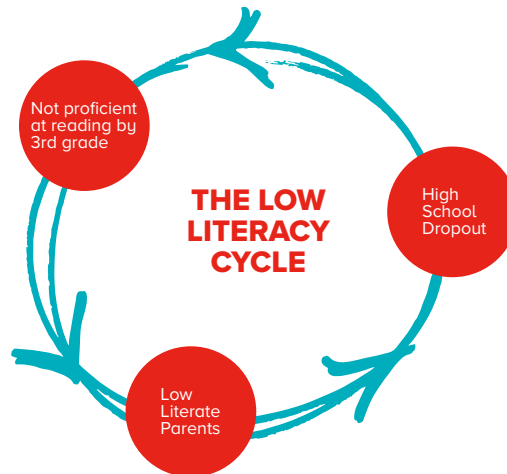 Not proficient
at reading by
3rd grade
THE LOW
LITERACY
CYCLE
High
School
Dropout
Low
Literate
Parents